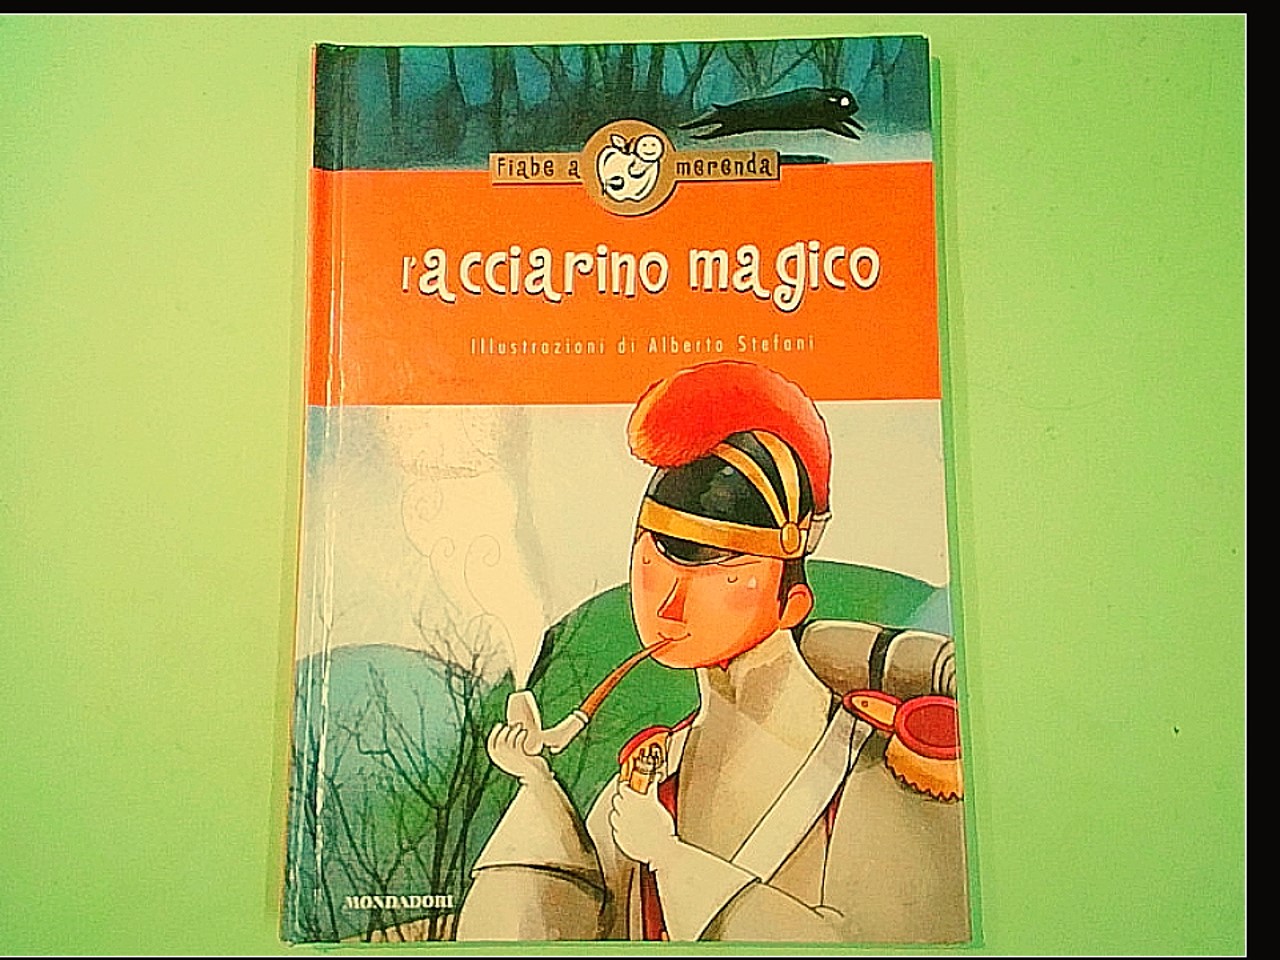 Fiabe a merenda
l'acciarino magico
Illustrazioni di Alberto Stefani
MONDADORI